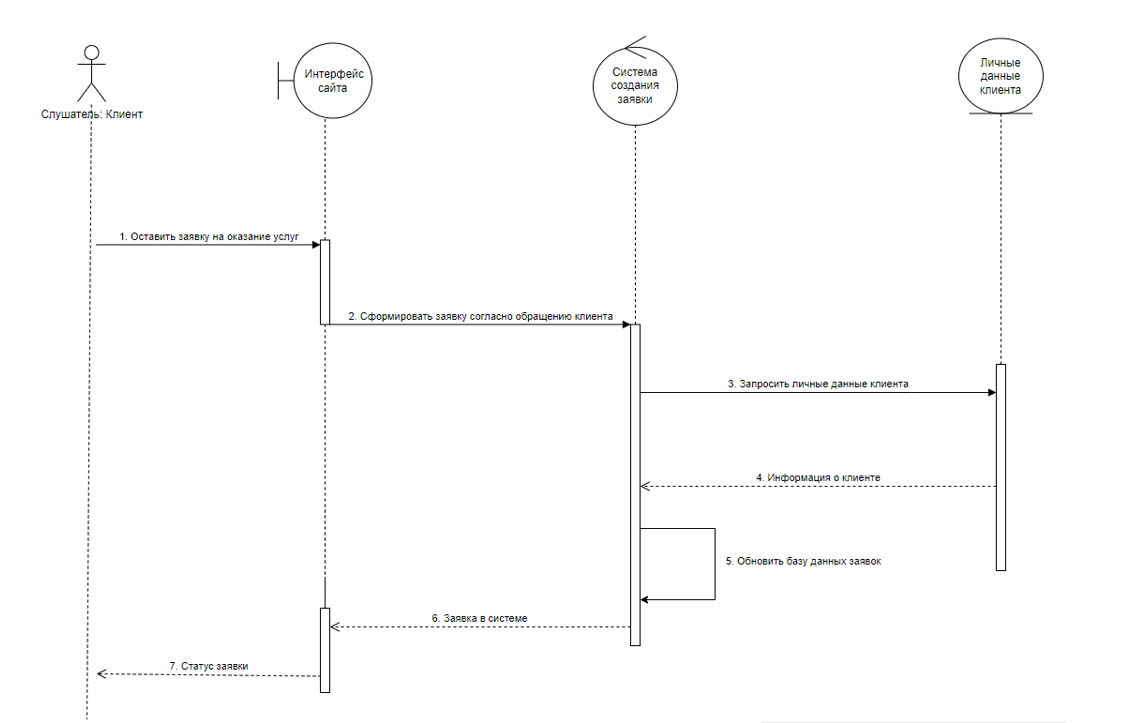 Слушатель: Клиент
Интерфейс
сайта
Система
создания
заявки
Личные
данные
клиента
1. Оставить заявку на оказание услуг
2. Сформировать заявку согласно обращению клиента
3. Запросить личные данные клиента
4. Информация о клиенте
5. Обновить базу данных заявок
6. Заявка в системе
7. Статус заявки